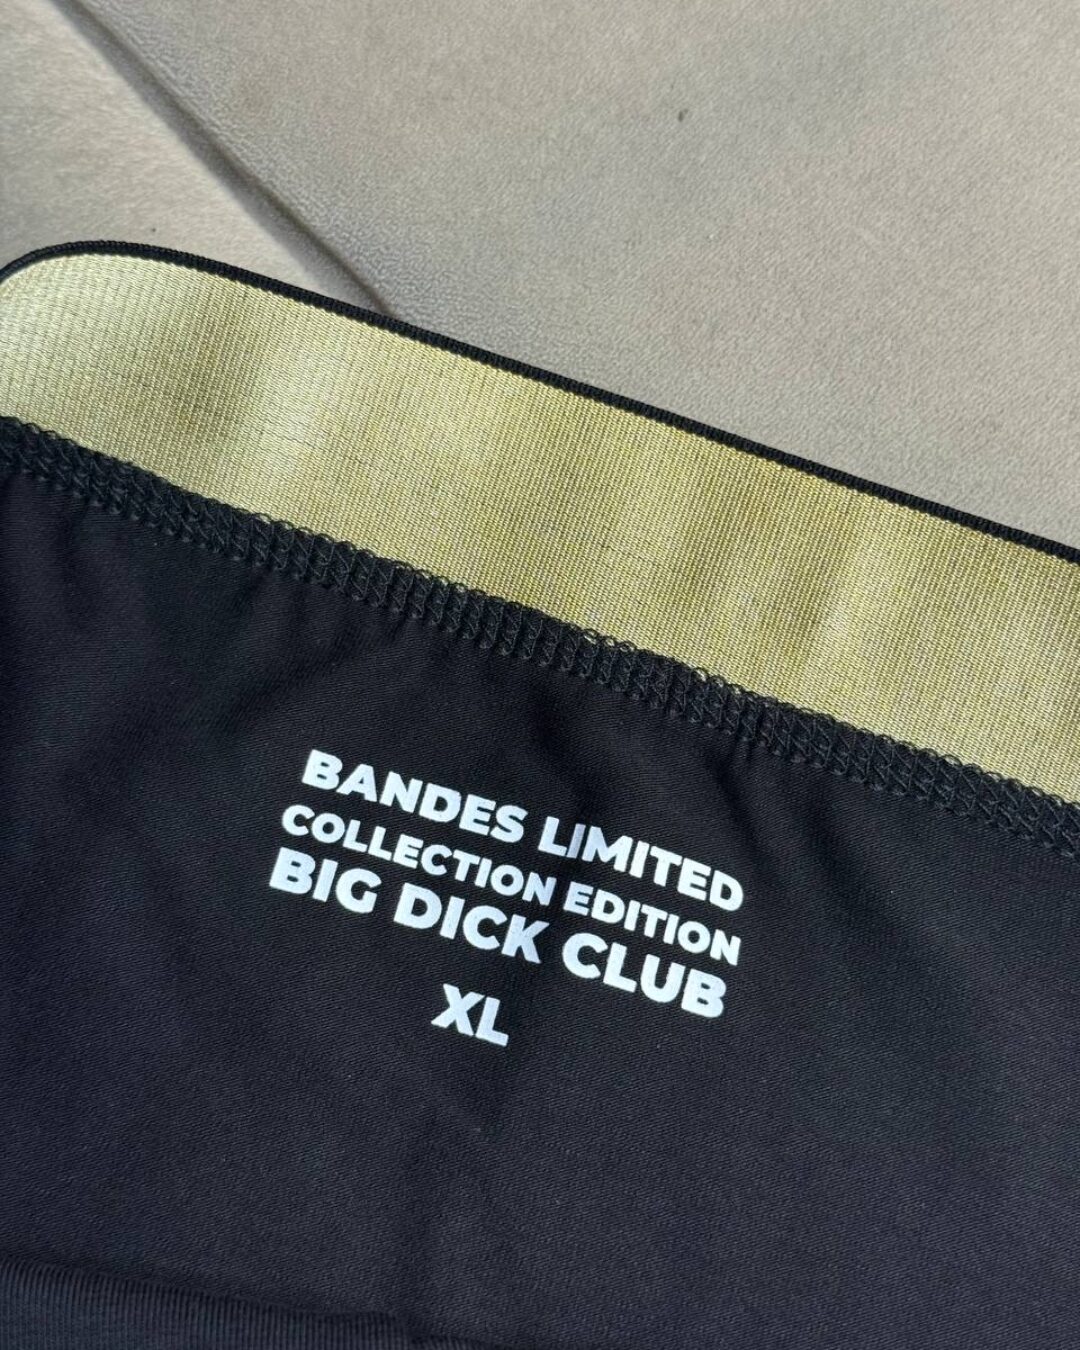 BANDES LIMITED
COLLECTION EDITION
BIG DICK CLUB
XL